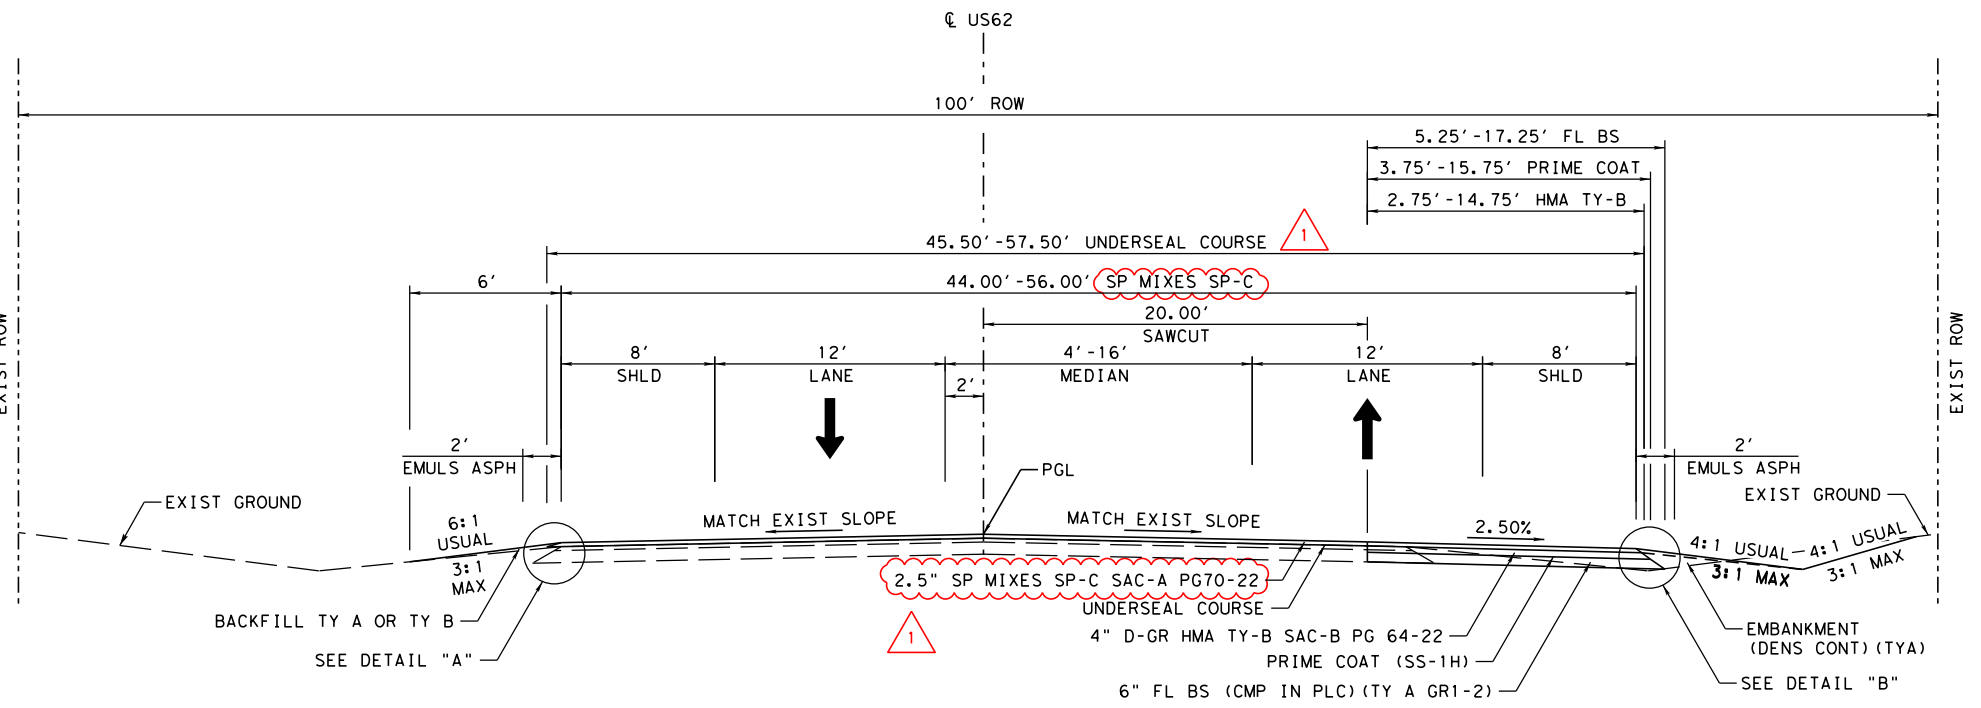 ℄ US62
100' ROW
5.25'-17.25' FL BS
3.75'-15.75' PRIME COAT
2.75'-14.75' HMA TY-B
45.50'-57.50' UNDERSEAL COURSE
1
6'
44.00'-56.00' SP MIXES SP-C
20.00'
SAWCUT
EXIST ROW
EXIST ROW
8'
SHLD
12'
LANE
4'-16'
MEDIAN
12'
LANE
8'
SHLD
2'
2'
EMULS ASPH
2'
EMULS ASPH
PGL
EXIST GROUND
EXIST GROUND
MATCH EXIST SLOPE
MATCH EXIST SLOPE
2.50%
6:1
USUAL
3:1
MAX
4:1 USUAL
3:1 MAX
4:1 USUAL
3:1 MAX
2.5" SP MIXES SP-C SAC-A PG70-22
1
UNDERSEAL COURSE
BACKFILL TY A OR TY B
4" D-GR HMA TY-B SAC-B PG 64-22
EMBANKMENT
(DENS CONT)(TYA)
SEE DETAIL "A"
PRIME COAT (SS-1H)
6" FL BS (CMP IN PLC)(TY A GR1-2)
SEE DETAIL "B"